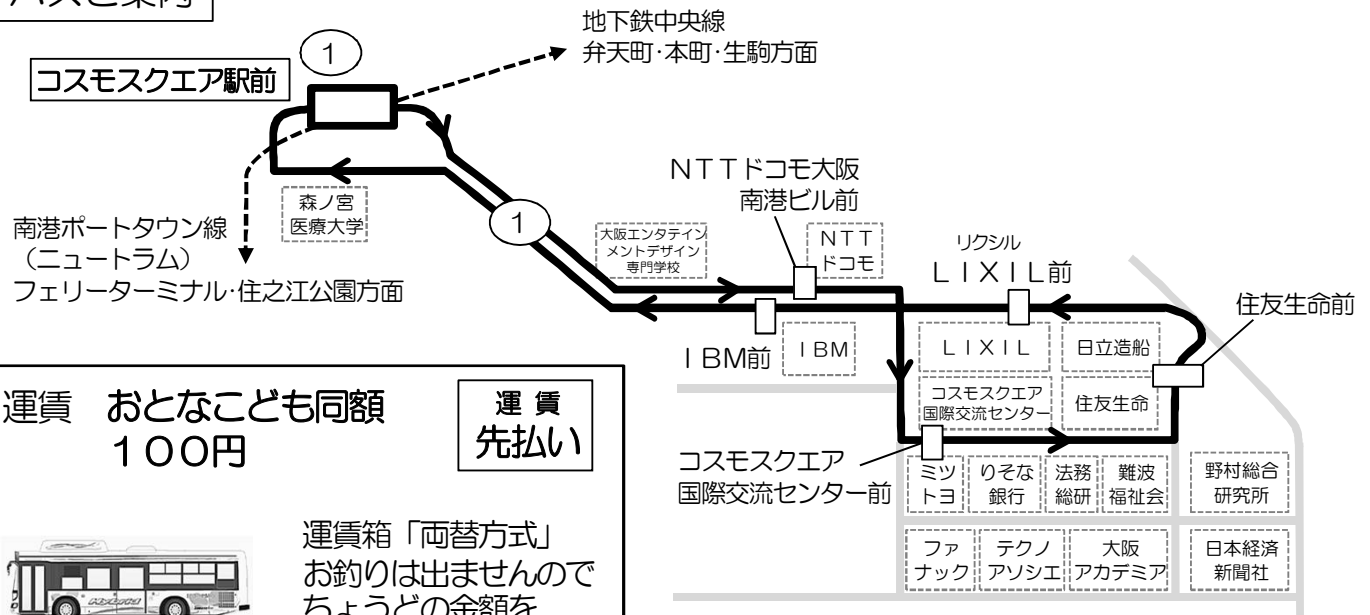 バスご案内
地下鉄中央線
弁天町・本町・生駒方面
1
コスモスクエア駅前
NTTドコモ大阪
南港ビル前
森ノ宮
医療大学
1
南港ポートタウン線
（ニュートラム）
フェリーターミナル・住之江公園方面
大阪エンタテイン
メントデザイン
専門学校
NTT
ドコモ
リクシル
LIXIL前
住友生命前
IBM前
IBM
LIXIL
日立造船
コスモスクエア
国際交流センター
住友生命
コスモスクエア
国際交流センター前
ミツ
トヨ
りそな
銀行
法務
総研
難波
福祉会
野村総合
研究所
ファ
ナック
テクノ
アソシエ
大阪
アカデミア
日本経済
新聞社
運賃 おとなこども同額
100円
運賃
先払い
運賃箱「両替方式」
お釣りは出ませんので
ちょうどの金額を